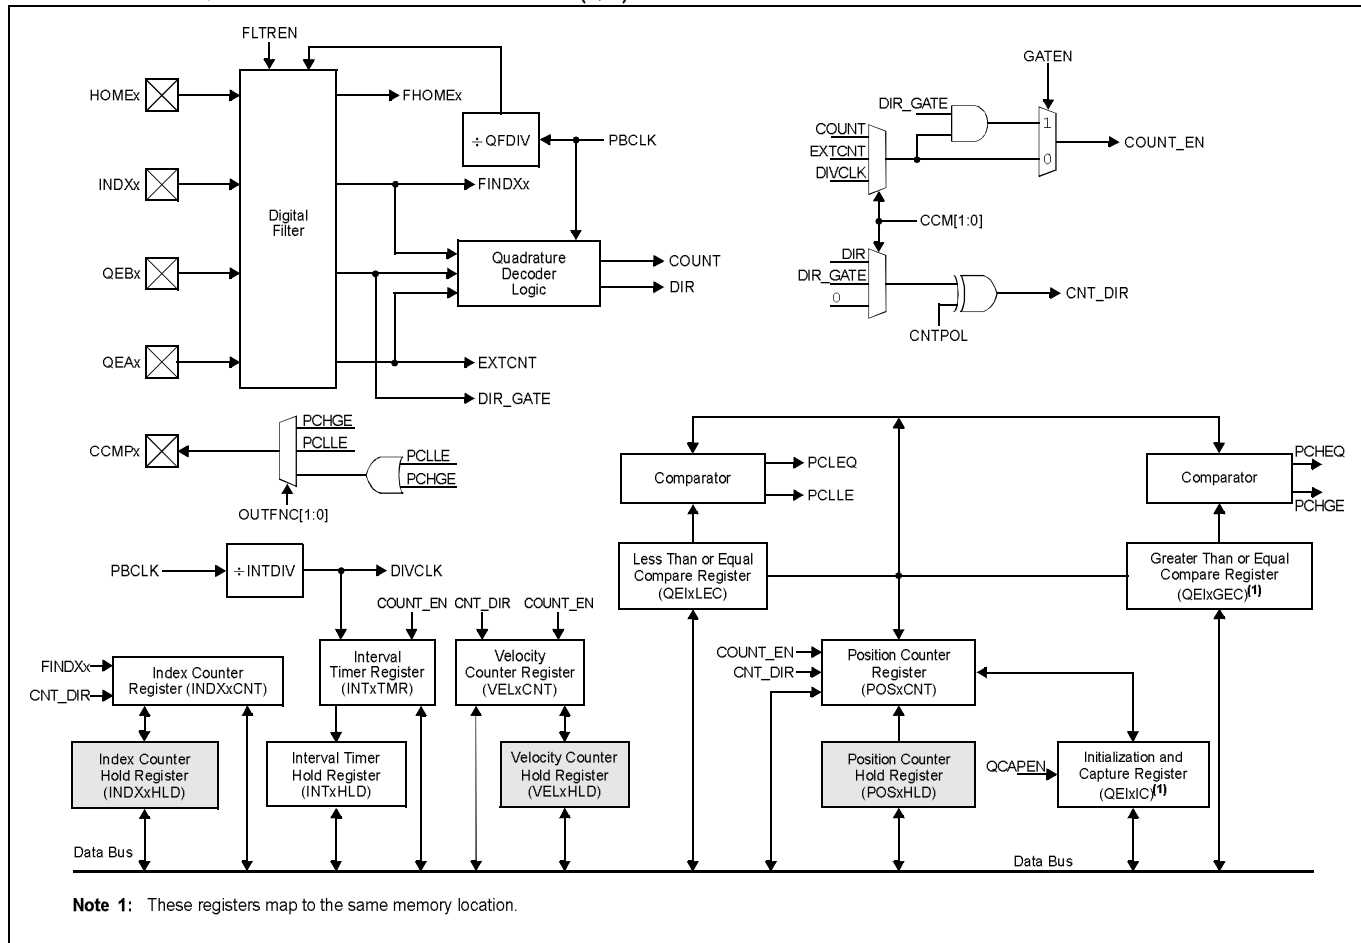 FLTREN
HOMEx
FHOMEx
÷ QFDIV
PBCLK
INDXx
FINDXx
Digital
Filter
QEBx
Quadrature
Decoder
Logic
COUNT
DIR
QEAx
EXTCNT
DIR_GATE
GATEN
DIR_GATE
COUNT
EXTCNT
DIVCLK
1
0
COUNT_EN
CCM[1:0]
DIR
DIR_GATE
0
CNTPOL
CNT_DIR
CCMPx
PCHGE
PCLLE
PCLLE
PCHGE
OUTFNC[1:0]
Comparator
PCLEQ
PCLLE
Comparator
PCHEQ
PCHGE
PBCLK
÷ INTDIV
DIVCLK
Less Than or Equal
Compare Register
(QEIxLEC)
Greater Than or Equal
Compare Register
(QEIxGEC)(1)
COUNT_EN
CNT_DIR
COUNT_EN
FINDXx
CNT_DIR
Index Counter
Register (INDXxCNT)
Interval
Timer Register
(INTxTMR)
Velocity
Counter Register
(VELxCNT)
COUNT_EN
CNT_DIR
Position Counter
Register
(POSxCNT)
Index Counter
Hold Register
(INDXxHLD)
Interval Timer
Hold Register
(INTxHLD)
Velocity Counter
Hold Register
(VELxHLD)
Position Counter
Hold Register
(POSxHLD)
QCAPEN
Initialization and
Capture Register
(QEIxIC)(1)
Data Bus
Data Bus
Note 1: These registers map to the same memory location.